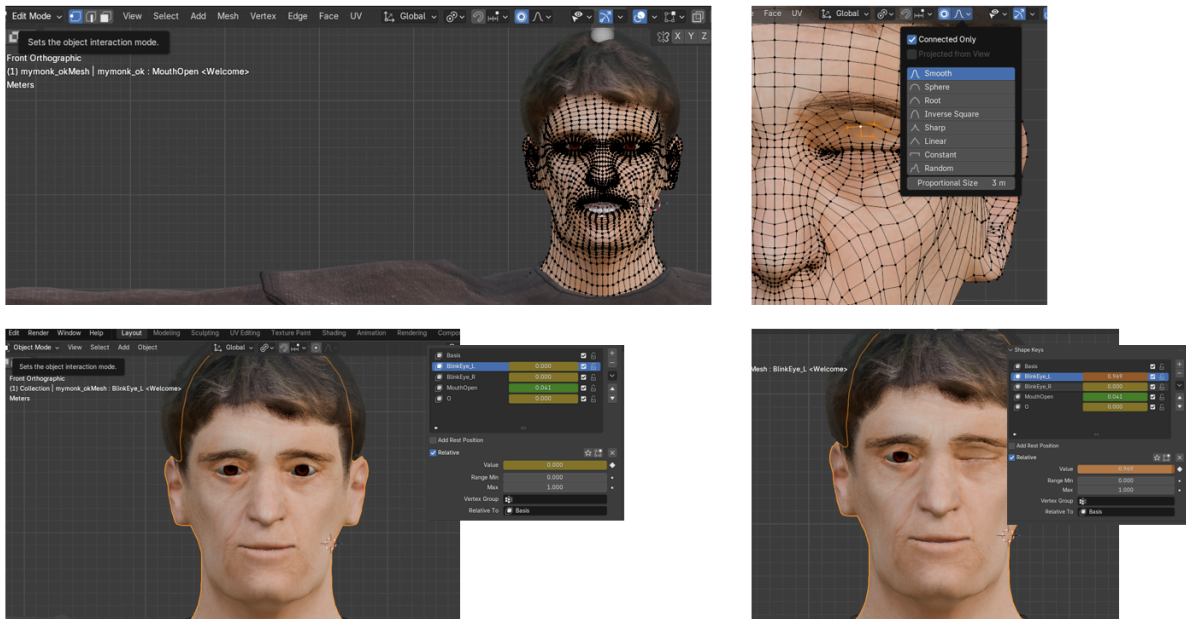 Edit Mode View Select Add Mesh Vertex Edge Face UV Global
Sets the object interaction mode.
X Y Z
Front Orthographic
(1) mymonk_okMesh | mymonk_ok : MouthOpen <Welcome>
Meters
Face UV Global
Connected Only
Projected from View
Smooth
Sphere
Root
Inverse Square
Sharp
Linear
Constant
Random
Proportional Size 3 m
Edit Render Window Help Layout Modeling Sculpting UV Editing Texture Paint Shading Animation Rendering Compo
Object Mode View Select Add Object Global
Sets the object interaction mode.
Front Orthographic
(1) Collection | mymonk_okMesh : BlinkEye_L <Welcome>
Meters
Basis
BlinkEye_L 0.000
BlinkEye_R 0.000
MouthOpen 0.041
O 0.000
Add Rest Position
Relative
Value 0.000
Range Min 0.000
Max 1.000
Vertex Group
Relative To Basis
Mesh : BlinkEye_L <Welcome>
Shape Keys
Basis
BlinkEye_L 0.969
BlinkEye_R 0.000
MouthOpen 0.041
O 0.000
Add Rest Position
Relative
Value 0.969
Range Min 0.000
Max 1.000
Vertex Group
Relative To Basis